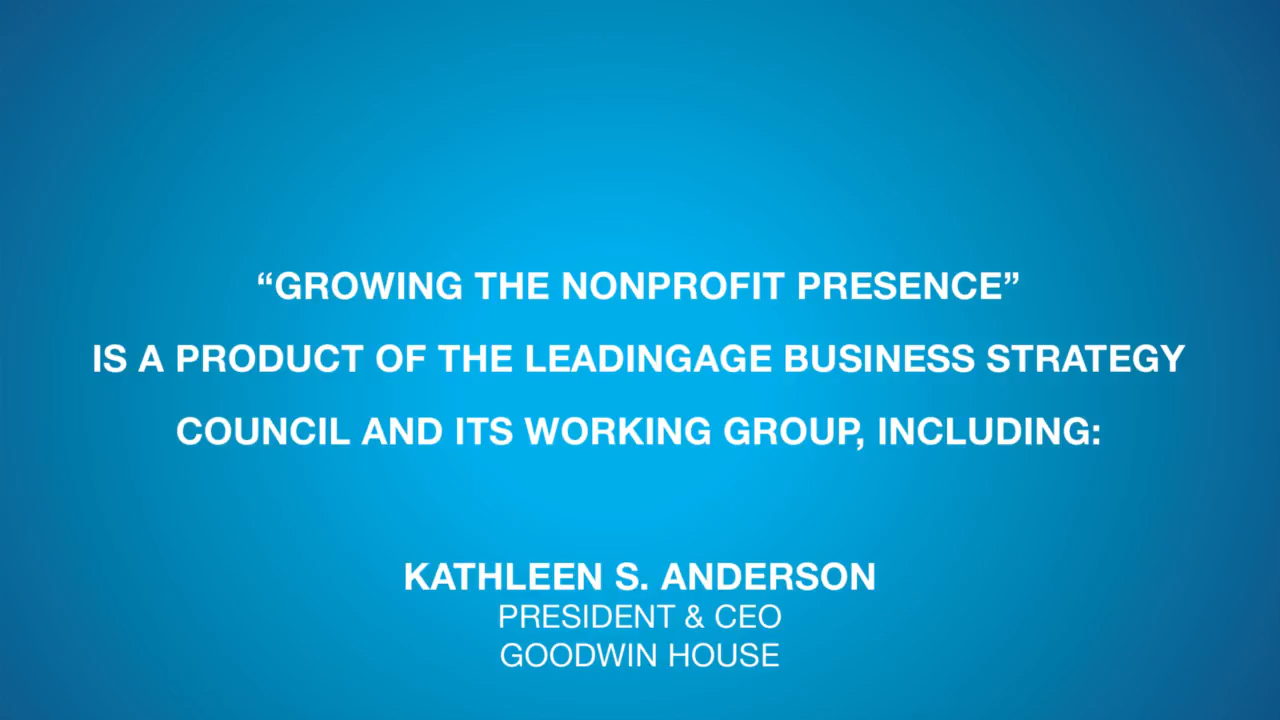 “GROWING THE NONPROFIT PRESENCE”
IS A PRODUCT OF THE LEADINGAGE BUSINESS STRATEGY
COUNCIL AND ITS WORKING GROUP, INCLUDING:
KATHLEEN S. ANDERSON
PRESIDENT & CEO
GOODWIN HOUSE